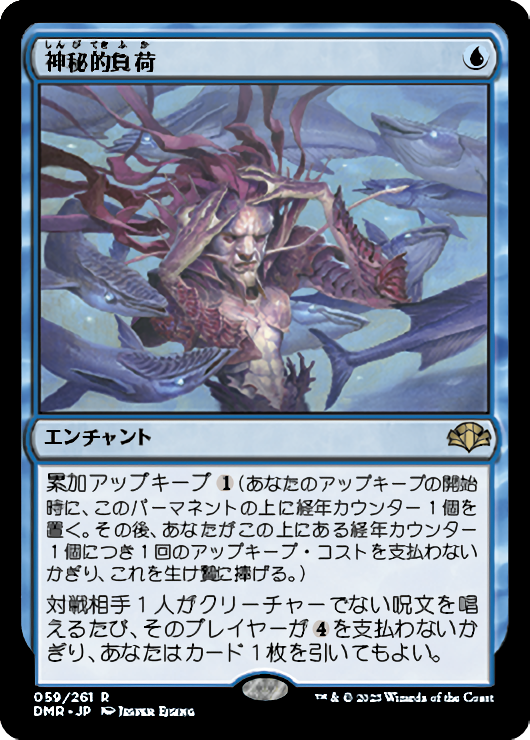 しんぴてきふか
神秘的負荷
エンチャント
累加アップキープ 1(あなたのアップキープの開始
時に、このパーマネントの上に経年カウンター1個を
置く。その後、あなたがこの上にある経年カウンター
1個につき1回のアップキープ・コストを支払わない
かぎり、これを生け贄に捧げる。)
対戦相手1人がクリーチャーでない呪文を唱
えるたび、そのプレイヤーが 4 を支払わないか
ぎり、あなたはカード1枚を引いてもよい。
059/261 R
™ & © 2023 Wizards of the Coast
DMR • JP Jesper Ejsing